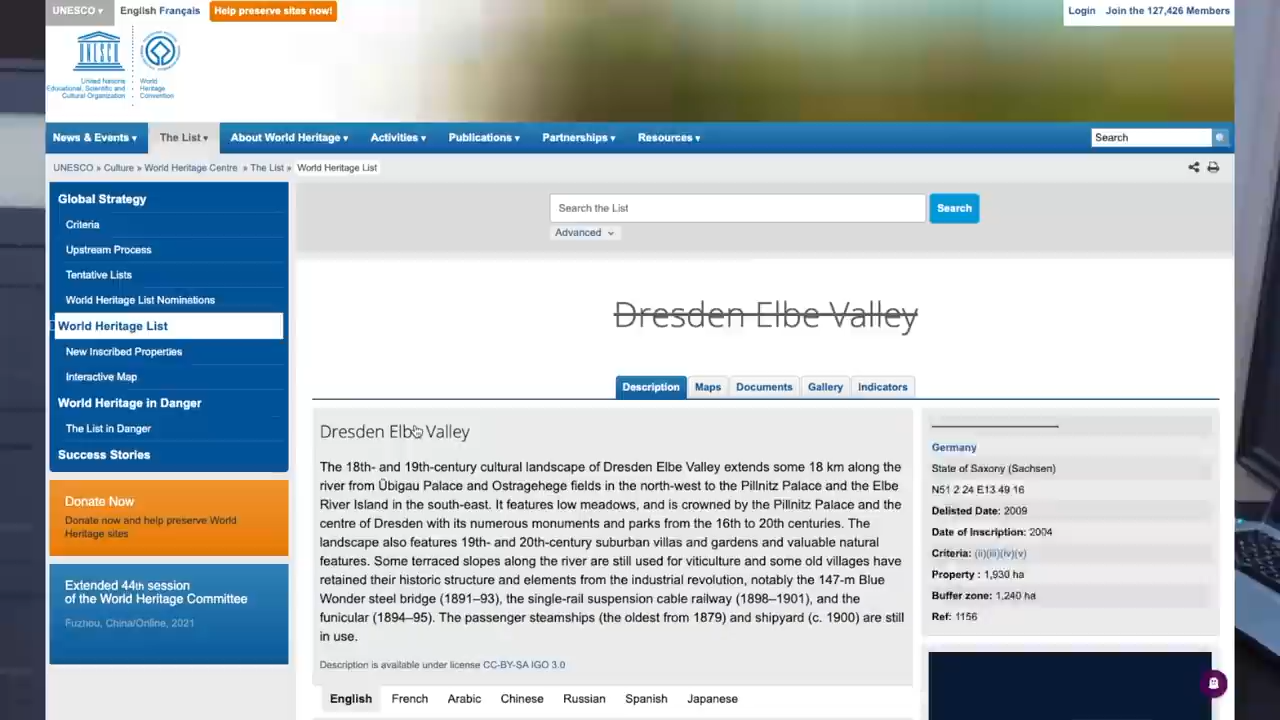 UNESCO ▾ English Français Help preserve sites now! Login Join the 127,426 Members
United Nations
Educational, Scientific and
Cultural Organization
World
Heritage
Convention
News & Events ▾ The List ▾ About World Heritage ▾ Activities ▾ Publications ▾ Partnerships ▾ Resources ▾ Search
UNESCO » Culture » World Heritage Centre » The List » World Heritage List
Global Strategy
Criteria
Upstream Process
Tentative Lists
World Heritage List Nominations
World Heritage List
New Inscribed Properties
Interactive Map
World Heritage in Danger
The List in Danger
Success Stories
Donate Now
Donate now and help preserve World
Heritage sites
Extended 44th session
of the World Heritage Committee
Fuzhou, China/Online, 2021
Search the List Search
Advanced
Dresden Elbe Valley
Description Maps Documents Gallery Indicators
Dresden Elbe Valley
The 18th- and 19th-century cultural landscape of Dresden Elbe Valley extends some 18 km along the
river from Übigau Palace and Ostragehege fields in the north-west to the Pillnitz Palace and the Elbe
River Island in the south-east. It features low meadows, and is crowned by the Pillnitz Palace and the
centre of Dresden with its numerous monuments and parks from the 16th to 20th centuries. The
landscape also features 19th- and 20th-century suburban villas and gardens and valuable natural
features. Some terraced slopes along the river are still used for viticulture and some old villages have
retained their historic structure and elements from the industrial revolution, notably the 147-m Blue
Wonder steel bridge (1891–93), the single-rail suspension cable railway (1898–1901), and the
funicular (1894–95). The passenger steamships (the oldest from 1879) and shipyard (c. 1900) are still
in use.
Description is available under license CC-BY-SA IGO 3.0
English French Arabic Chinese Russian Spanish Japanese
Germany
State of Saxony (Sachsen)
N51 2 24 E13 49 16
Delisted Date: 2009
Date of Inscription: 2004
Criteria: (ii)(iii)(iv)(v)
Property : 1,930 ha
Buffer zone: 1,240 ha
Ref: 1156